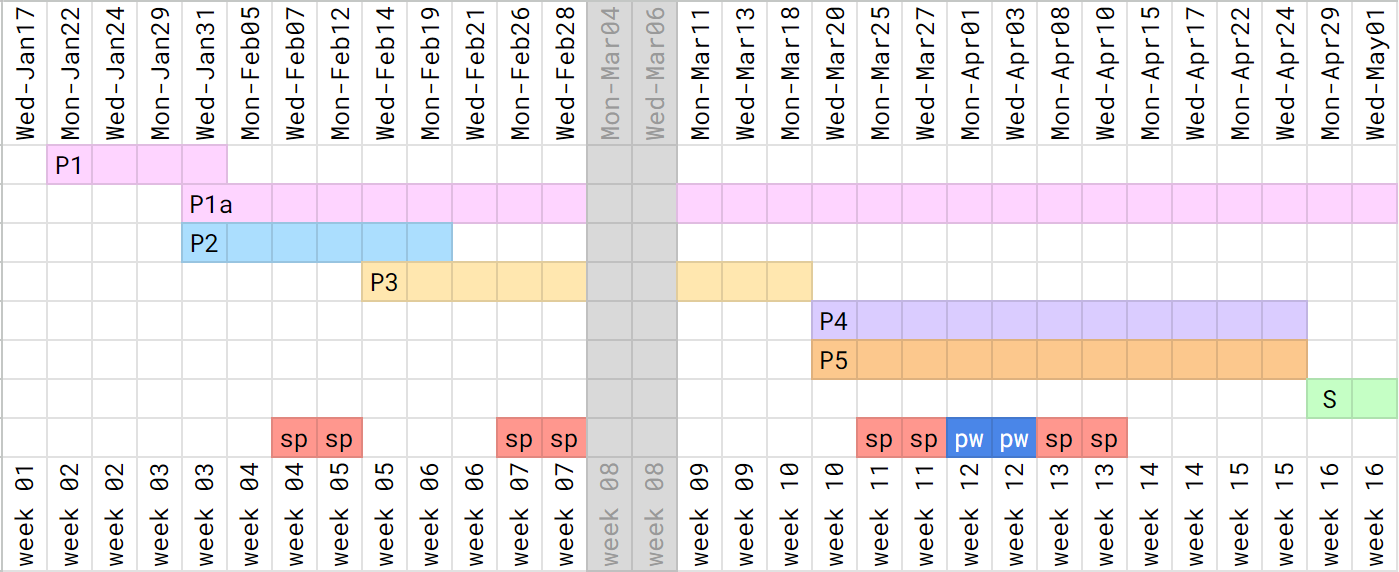 Wed-Jan17 Mon-Jan22 Wed-Jan24 Mon-Jan29 Wed-Jan31 Mon-Feb05 Wed-Feb07 Mon-Feb12 Wed-Feb14 Mon-Feb19 Wed-Feb21 Mon-Feb26 Wed-Feb28 Mon-Mar04 Wed-Mar06 Mon-Mar11 Wed-Mar13 Mon-Mar18 Wed-Mar20 Mon-Mar25 Wed-Mar27 Mon-Apr01 Wed-Apr03 Mon-Apr08 Wed-Apr10 Mon-Apr15 Wed-Apr17 Mon-Apr22 Wed-Apr24 Mon-Apr29 Wed-May01
P1
P1a
P2
P3
P4
P5
S
sp sp sp sp sp sp pw pw sp sp
week 01 week 02 week 02 week 03 week 03 week 04 week 04 week 05 week 05 week 06 week 06 week 07 week 07 week 08 week 08 week 09 week 09 week 10 week 10 week 11 week 11 week 12 week 12 week 13 week 13 week 14 week 14 week 15 week 15 week 16 week 16